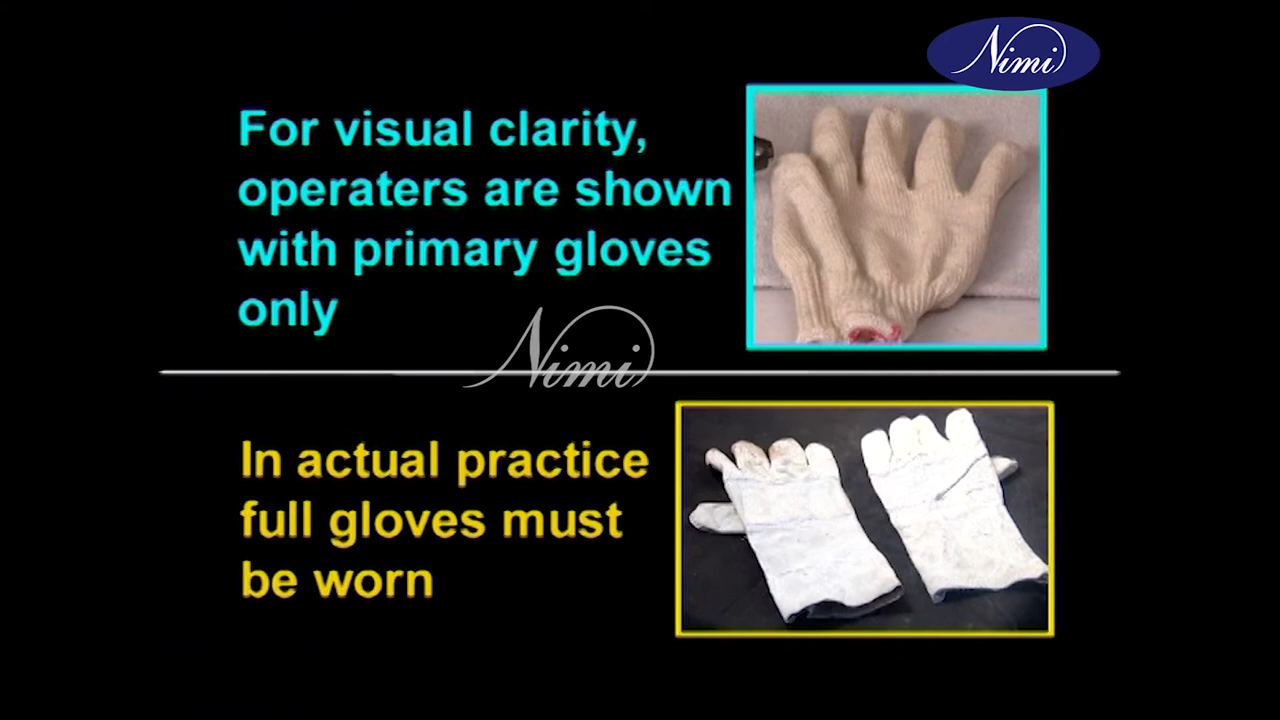 Nimi
For visual clarity,
operaters are shown
with primary gloves
only
Nimi
In actual practice
full gloves must
be worn